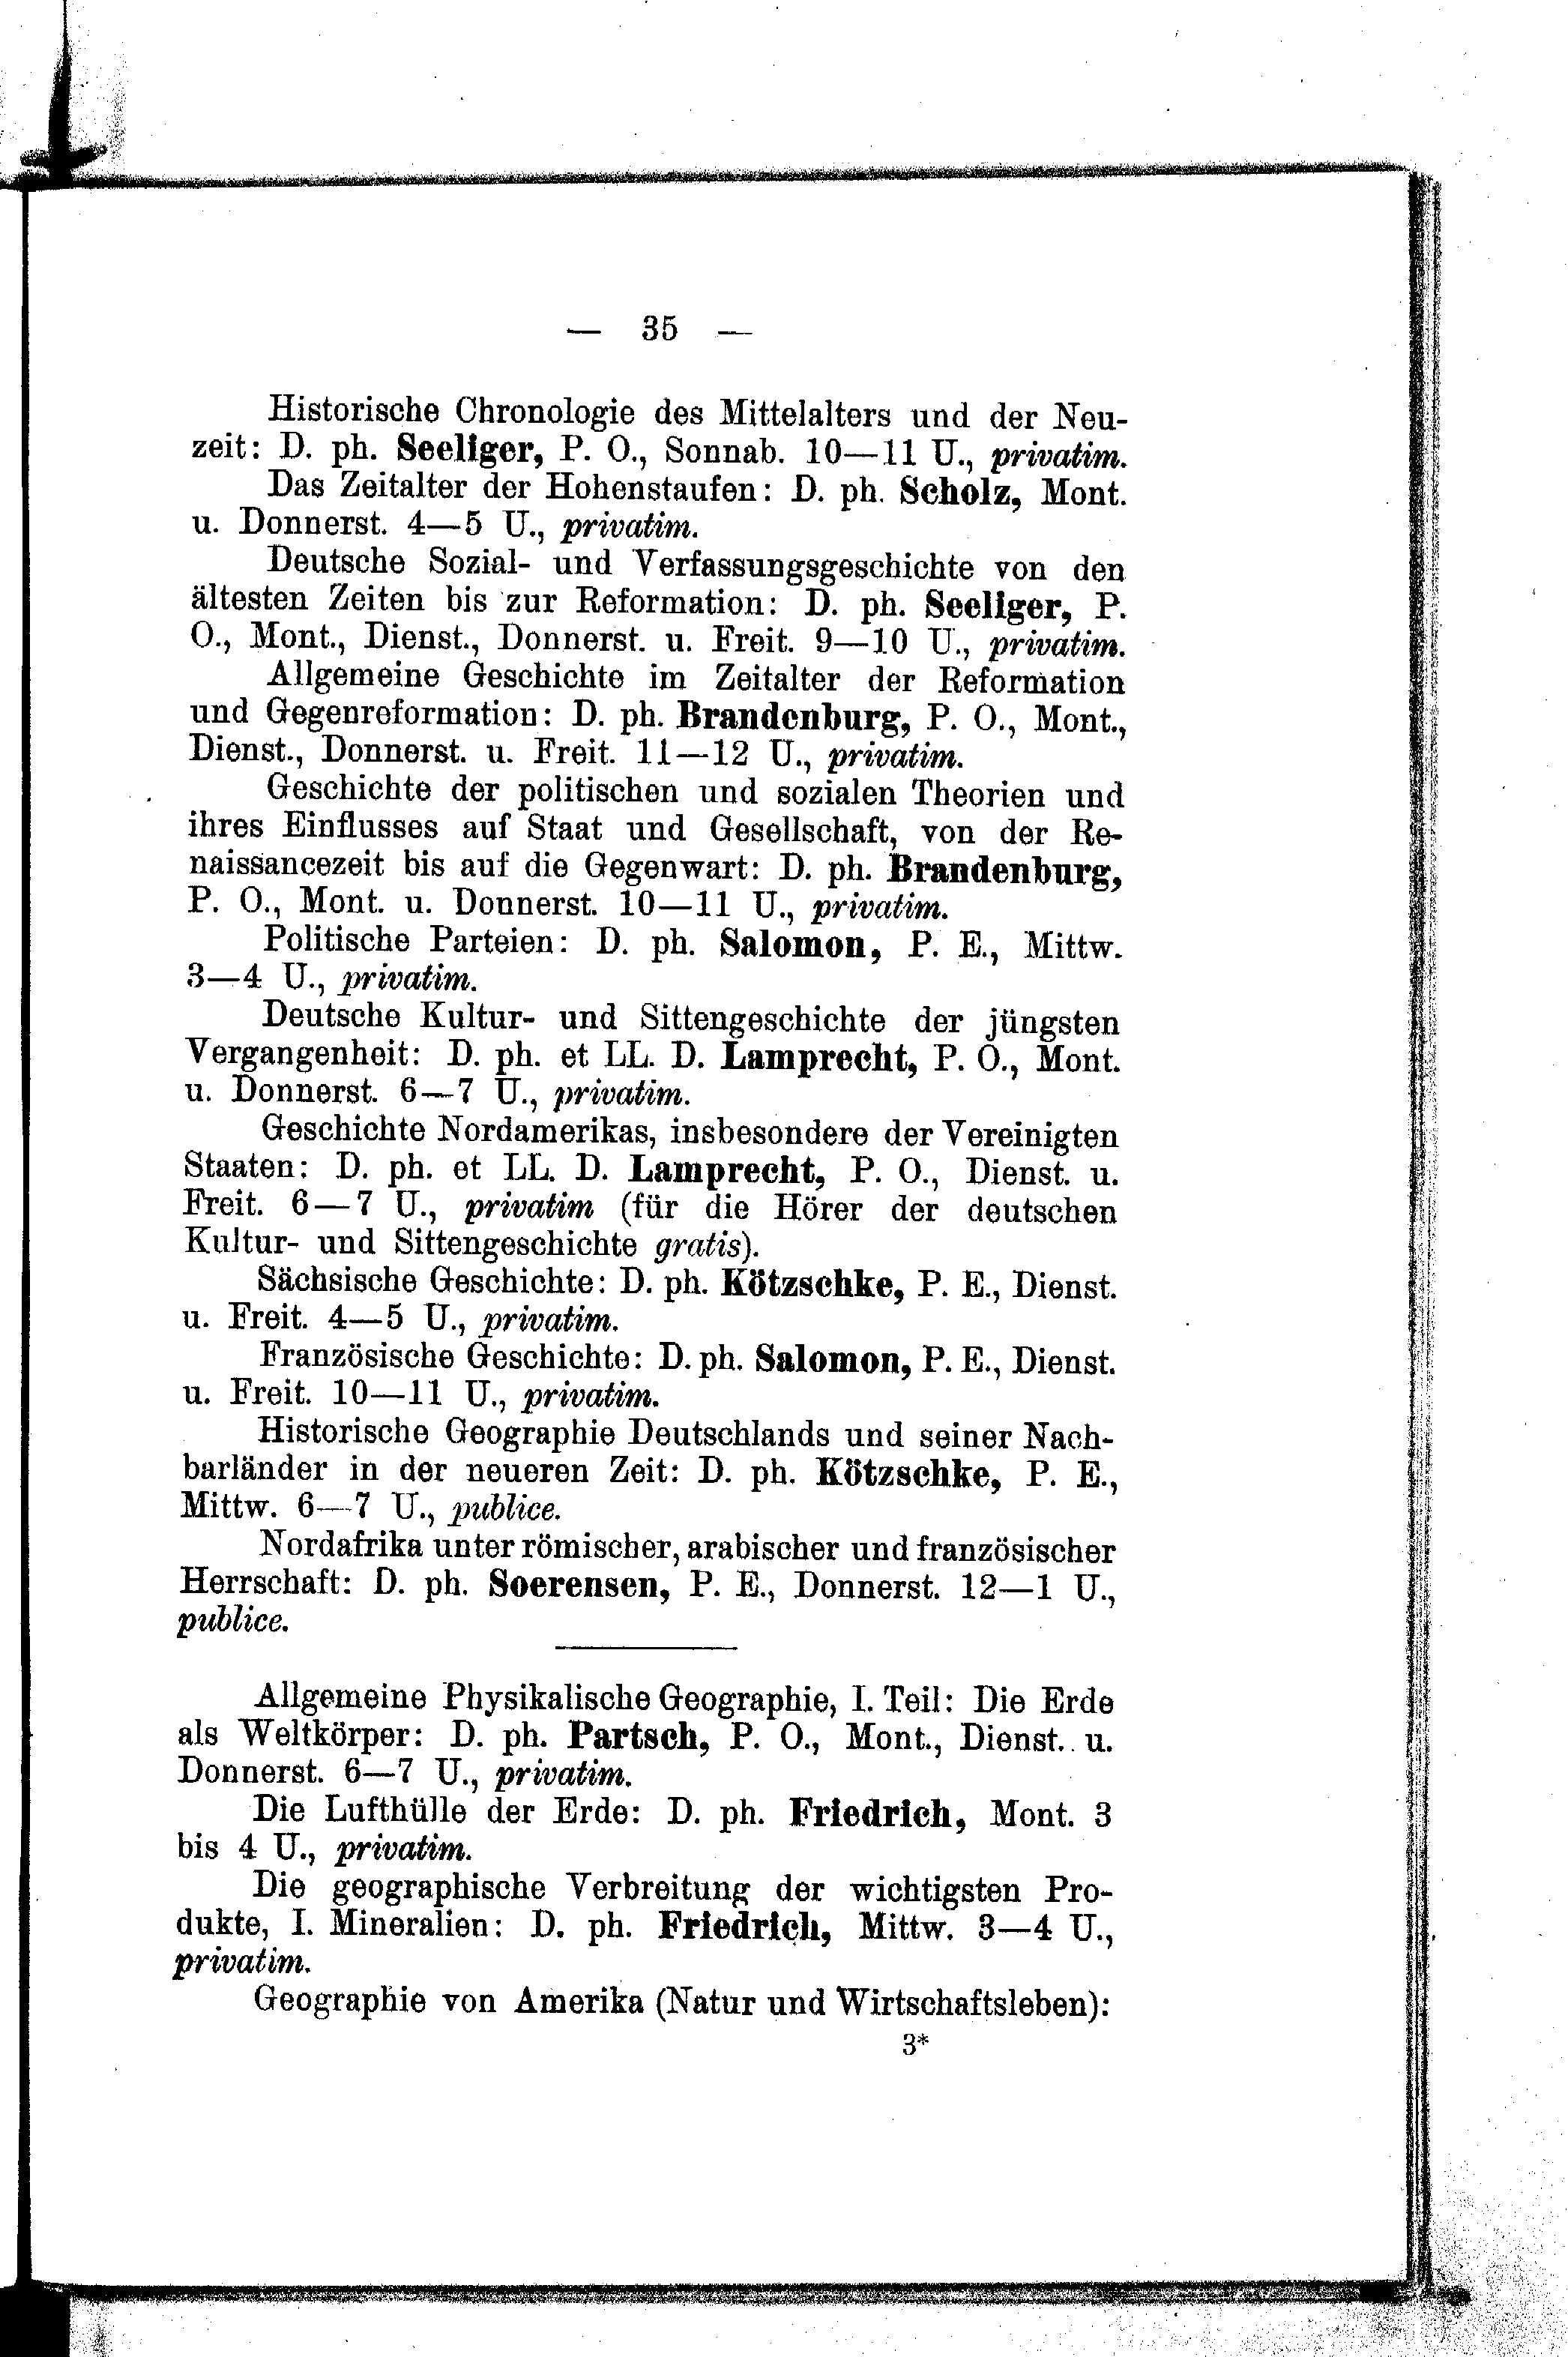 — 35 —
Historische Chronologie des Mittelalters und der Neu-
zeit: D. ph. Seeliger, P. O., Sonnab. 10—11 U., privatim.
Das Zeitalter der Hohenstaufen: D. ph. Scholz, Mont.
u. Donnerst. 4—5 U., privatim.
Deutsche Sozial- und Verfassungsgeschichte von den
ältesten Zeiten bis zur Reformation: D. ph. Seeliger, P.
O., Mont., Dienst., Donnerst. u. Freit. 9—10 U., privatim.
Allgemeine Geschichte im Zeitalter der Reformation
und Gegenreformation: D. ph. Brandenburg, P. O., Mont.,
Dienst., Donnerst. u. Freit. 11—12 U., privatim.
Geschichte der politischen und sozialen Theorien und
ihres Einflusses auf Staat und Gesellschaft, von der Re-
naissancezeit bis auf die Gegenwart: D. ph. Brandenburg,
P. O., Mont. u. Donnerst. 10—11 U., privatim.
Politische Parteien: D. ph. Salomon, P. E., Mittw.
3—4 U., privatim.
Deutsche Kultur- und Sittengeschichte der jüngsten
Vergangenheit: D. ph. et LL. D. Lamprecht, P. O., Mont.
u. Donnerst. 6—7 U., privatim.
Geschichte Nordamerikas, insbesondere der Vereinigten
Staaten: D. ph. et LL. D. Lamprecht, P. O., Dienst. u.
Freit. 6—7 U., privatim (für die Hörer der deutschen
Kultur- und Sittengeschichte gratis).
Sächsische Geschichte: D. ph. Kötzschke, P. E., Dienst.
u. Freit. 4—5 U., privatim.
Französische Geschichte: D. ph. Salomon, P. E., Dienst.
u. Freit. 10—11 U., privatim.
Historische Geographie Deutschlands und seiner Nach-
barländer in der neueren Zeit: D. ph. Kötzschke, P. E.,
Mittw. 6—7 U., publice.
Nordafrika unter römischer, arabischer und französischer
Herrschaft: D. ph. Soerensen, P. E., Donnerst. 12—1 U.,
publice.
Allgemeine Physikalische Geographie, I. Teil: Die Erde
als Weltkörper: D. ph. Partsch, P. O., Mont., Dienst. u.
Donnerst. 6—7 U., privatim.
Die Lufthülle der Erde: D. ph. Friedrich, Mont. 3
bis 4 U., privatim.
Die geographische Verbreitung der wichtigsten Pro-
dukte, I. Mineralien: D. ph. Friedrich, Mittw. 3—4 U.,
privatim.
Geographie von Amerika (Natur und Wirtschaftsleben):
3*